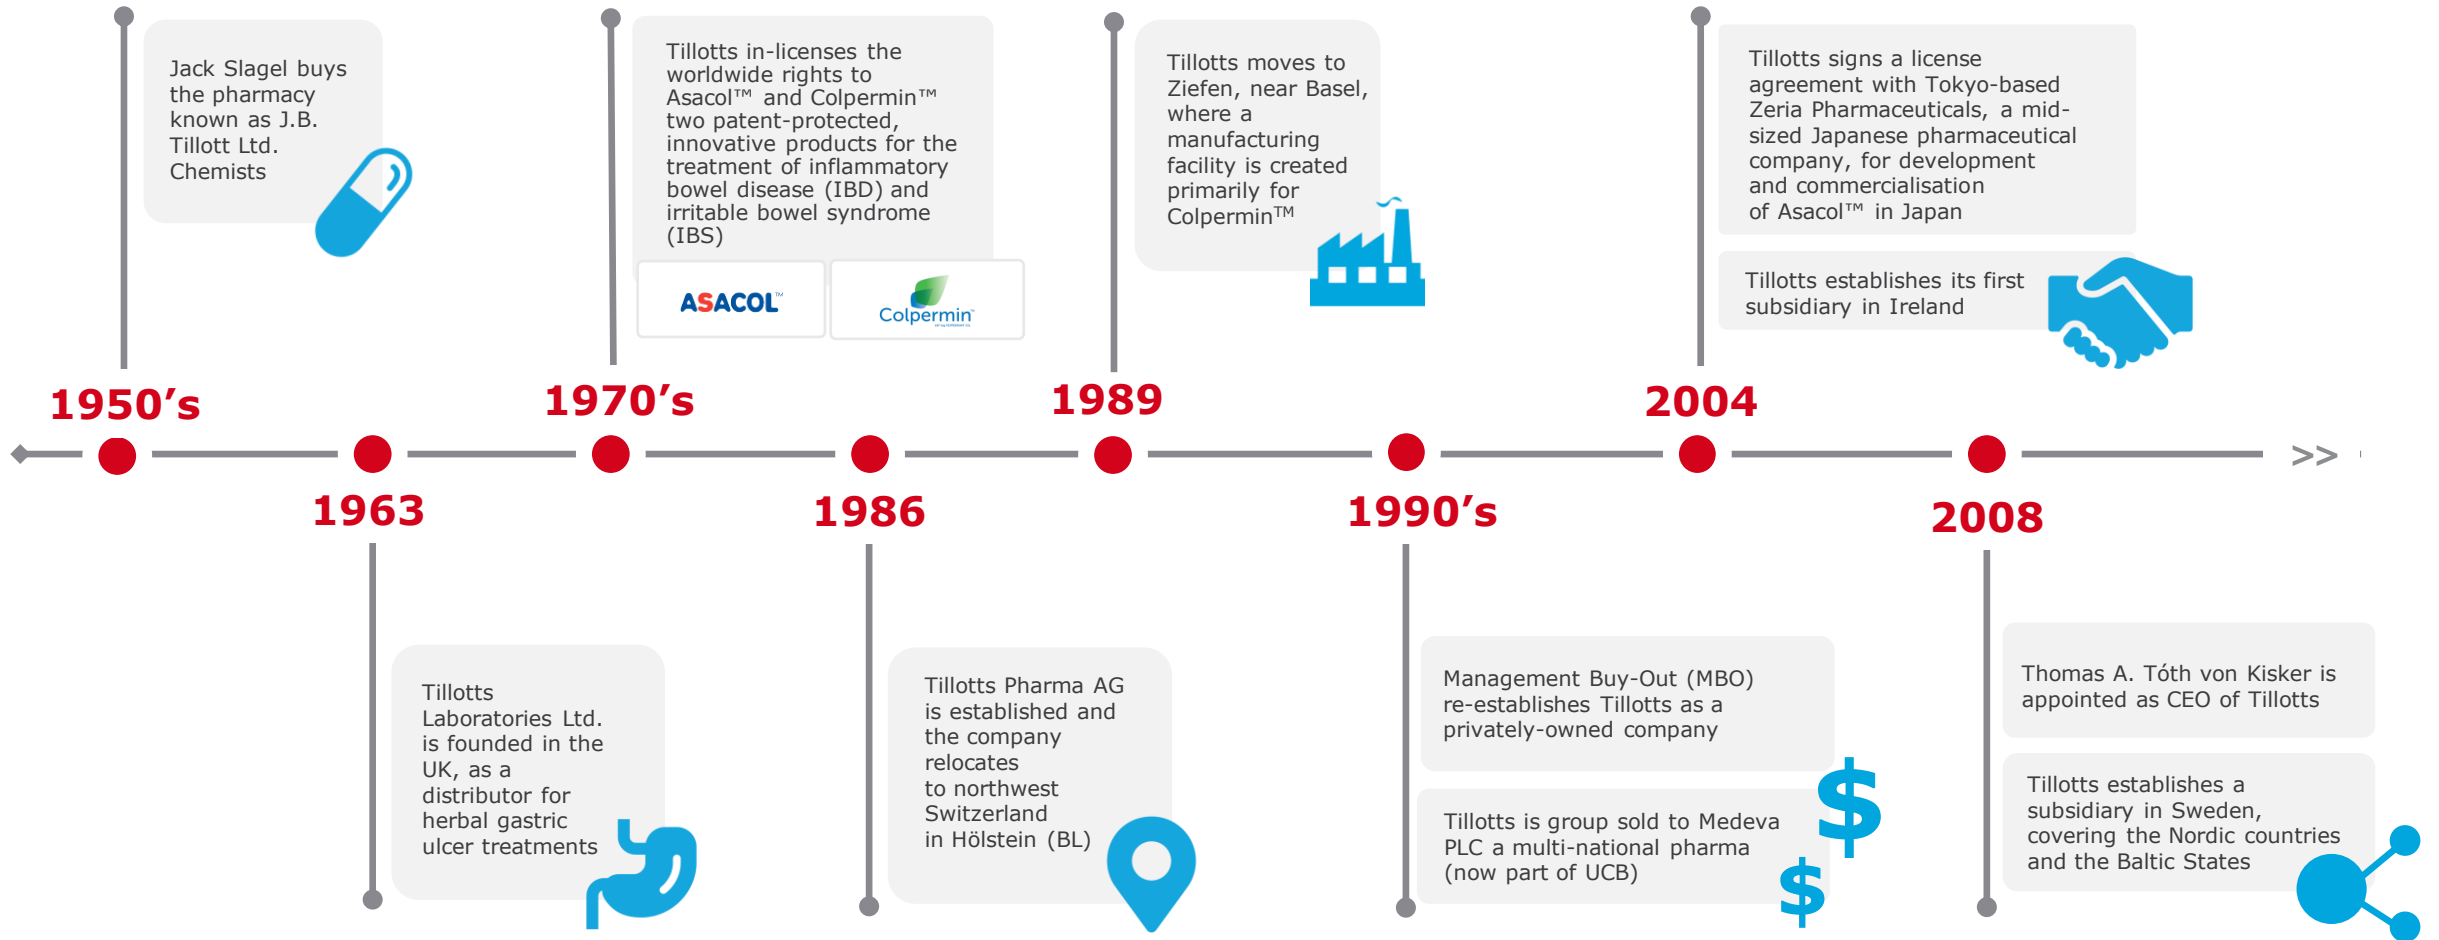 Jack Slagel buys
the pharmacy
known as J.B.
Tillott Ltd.
Chemists
Tillotts in-licenses the
worldwide rights to
Asacol™ and Colpermin™
two patent-protected,
innovative products for the
treatment of inflammatory
bowel disease (IBD) and
irritable bowel syndrome
(IBS)
ASACOL™
Colpermin™
Tillotts moves to
Ziefen, near Basel,
where a
manufacturing
facility is created
primarily for
Colpermin™
Tillotts signs a license
agreement with Tokyo-based
Zeria Pharmaceuticals, a mid-
sized Japanese pharmaceutical
company, for development
and commercialisation
of Asacol™ in Japan
Tillotts establishes its first
subsidiary in Ireland
1950’s
1970’s
1989
2004
>>
1963
1986
1990’s
2008
Tillotts
Laboratories Ltd.
is founded in the
UK, as a
distributor for
herbal gastric
ulcer treatments
Tillotts Pharma AG
is established and
the company
relocates
to northwest
Switzerland
in Hölstein (BL)
Management Buy-Out (MBO)
re-establishes Tillotts as a
privately-owned company
Tillotts is group sold to Medeva
PLC a multi-national pharma
(now part of UCB)
$
$
Thomas A. Tóth von Kisker is
appointed as CEO of Tillotts
Tillotts establishes a
subsidiary in Sweden,
covering the Nordic countries
and the Baltic States